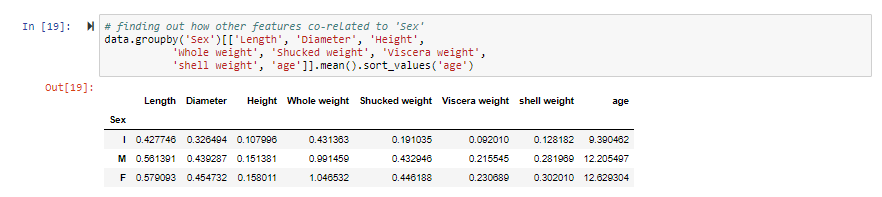 In [19]: # finding out how other features co-related to 'Sex'
data.groupby('Sex')[['Length', 'Diameter', 'Height',
'Whole weight', 'Shucked weight', 'Viscera weight',
'shell weight', 'age']].mean().sort_values('age')
Out[19]:
Length Diameter Height Whole weight Shucked weight Viscera weight shell weight age
Sex
I 0.427746 0.326494 0.107996 0.431363 0.191035 0.092010 0.128182 9.390462
M 0.561391 0.439287 0.151381 0.991459 0.432946 0.215545 0.281969 12.205497
F 0.579093 0.454732 0.158011 1.046532 0.446188 0.230689 0.302010 12.629304